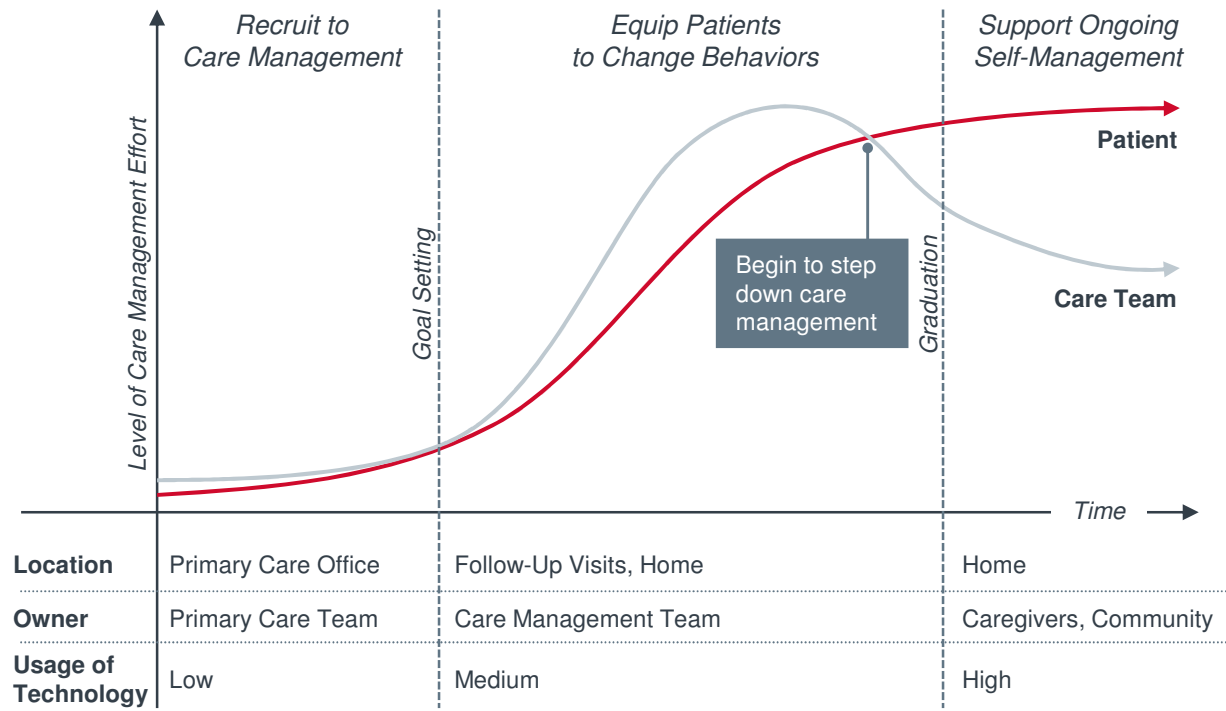 Recruit to
Care Management
Equip Patients
to Change Behaviors
Support Ongoing
Self-Management
Level of Care Management Effort
Goal Setting
Graduation
Patient
Begin to step
down care
management
Care Team
Time
Location
Primary Care Office
Follow-Up Visits, Home
Home
Owner
Primary Care Team
Care Management Team
Caregivers, Community
Usage of
Technology
Low
Medium
High